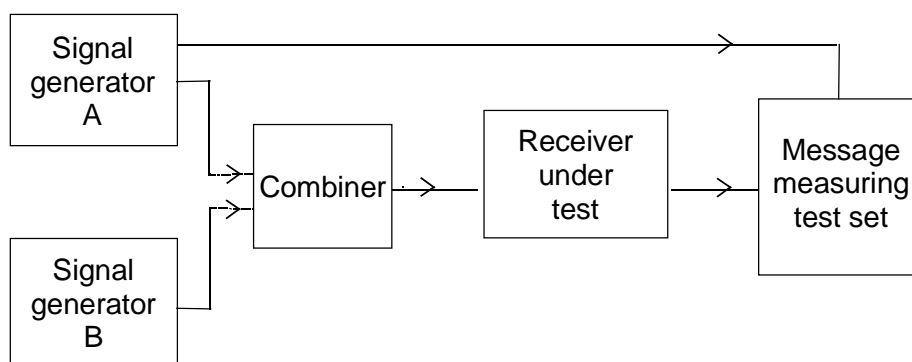 Signal
generator
A
Combiner
Receiver
under
test
Message
measuring
test set
Signal
generator
B